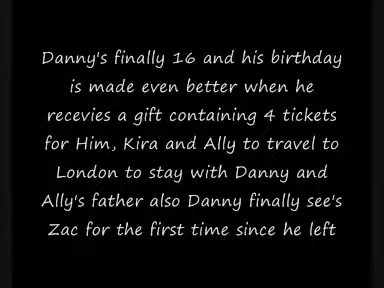 Danny's finally 16 and his birthday
is made even better when he
recevies a gift containing 4 tickets
for Him, Kira and Ally to travel to
London to stay with Danny and
Ally's father also Danny finally see's
Zac for the first time since he left